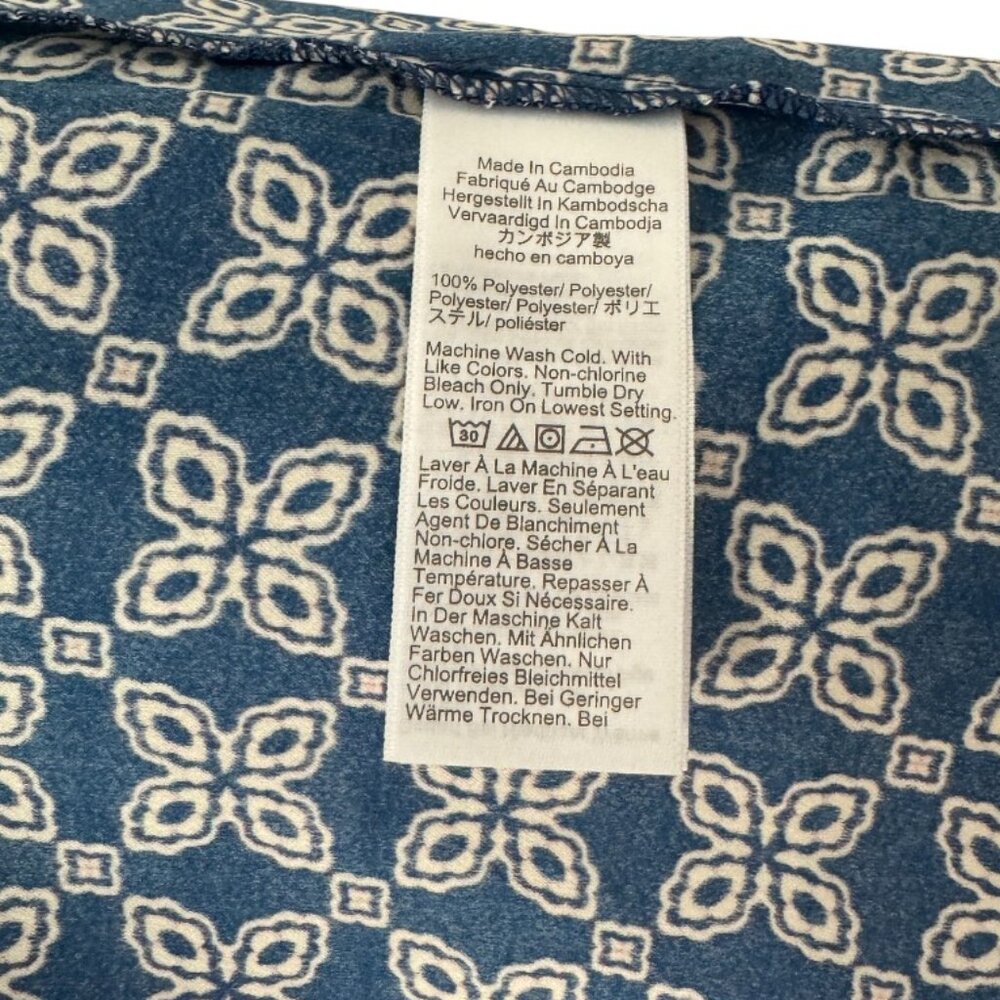 Made In Cambodia
Fabriqué Au Cambodge
Hergestellt In Kambodscha
Vervaardigd In Cambodja
カンボジア製
hecho en camboya
100% Polyester/ Polyester/
Polyester/ Polyester/ ポリエ
ステル/ poliéster
Machine Wash Cold. With
Like Colors. Non-chlorine
Bleach Only. Tumble Dry
Low. Iron On Lowest Setting.
30
Laver À La Machine À L'eau
Froide. Laver En Séparant
Les Couleurs. Seulement
Agent De Blanchiment
Non-chlore. Sécher À La
Machine À Basse
Température. Repasser À
Fer Doux Si Nécessaire.
In Der Maschine Kalt
Waschen. Mit Ähnlichen
Farben Waschen. Nur
Chlorfreies Bleichmittel
Verwenden. Bei Geringer
Wärme Trocknen. Bei